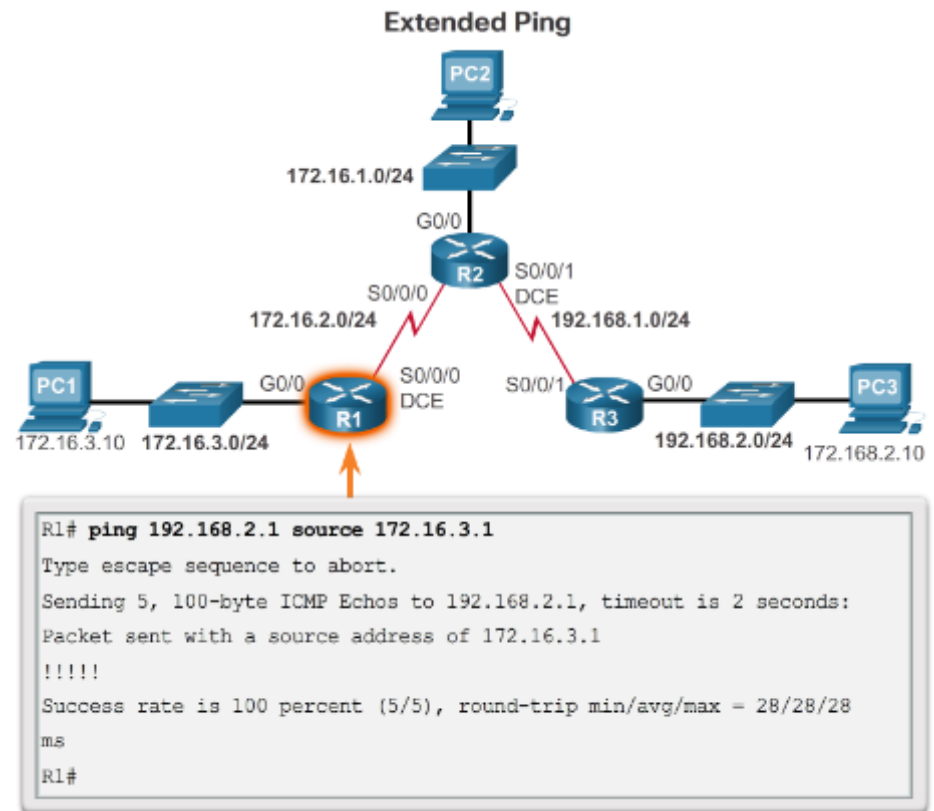 Extended Ping
PC2
172.16.1.0/24
G0/0
R2
S0/0/1
DCE
S0/0/0
172.16.2.0/24
192.168.1.0/24
PC1
G0/0
S0/0/0
DCE
R1
S0/0/1
G0/0
R3
PC3
172.16.3.10
172.16.3.0/24
192.168.2.0/24
172.168.2.10
R1# ping 192.168.2.1 source 172.16.3.1
Type escape sequence to abort.
Sending 5, 100-byte ICMP Echos to 192.168.2.1, timeout is 2 seconds:
Packet sent with a source address of 172.16.3.1
!!!!!
Success rate is 100 percent (5/5), round-trip min/avg/max = 28/28/28
ms
R1#